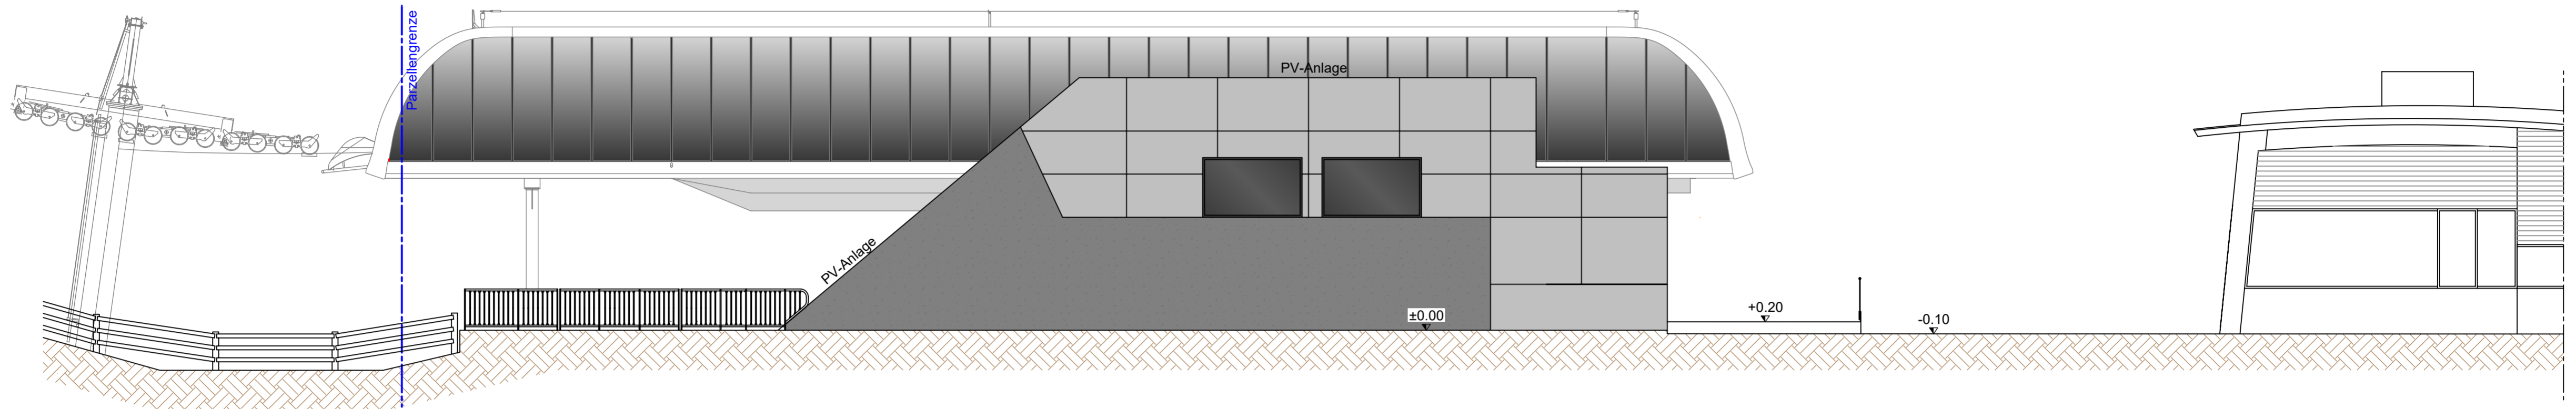 Parzellengrenze
PV-Anlage
PV-Anlage
±0.00
+0.20
-0.10